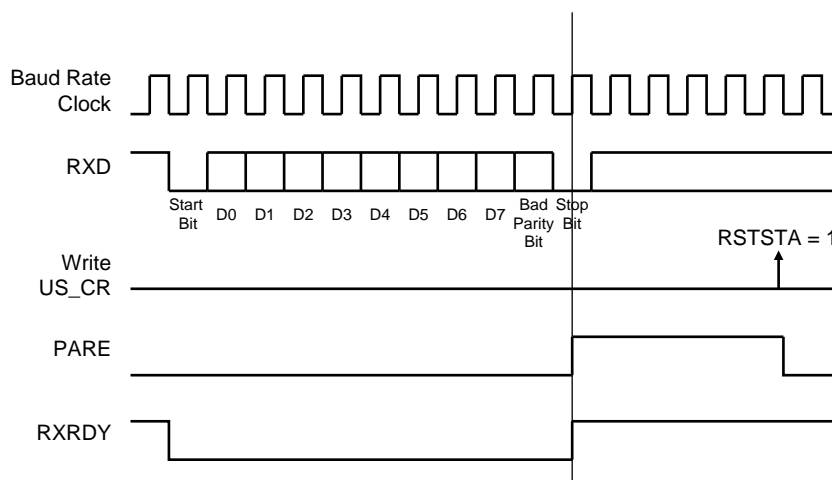 Baud Rate
Clock
RXD
Start
Bit
D0
D1
D2
D3
D4
D5
D6
D7
Bad
Parity
Bit
Stop
Bit
RSTSTA = 1
Write
US_CR
PARE
RXRDY